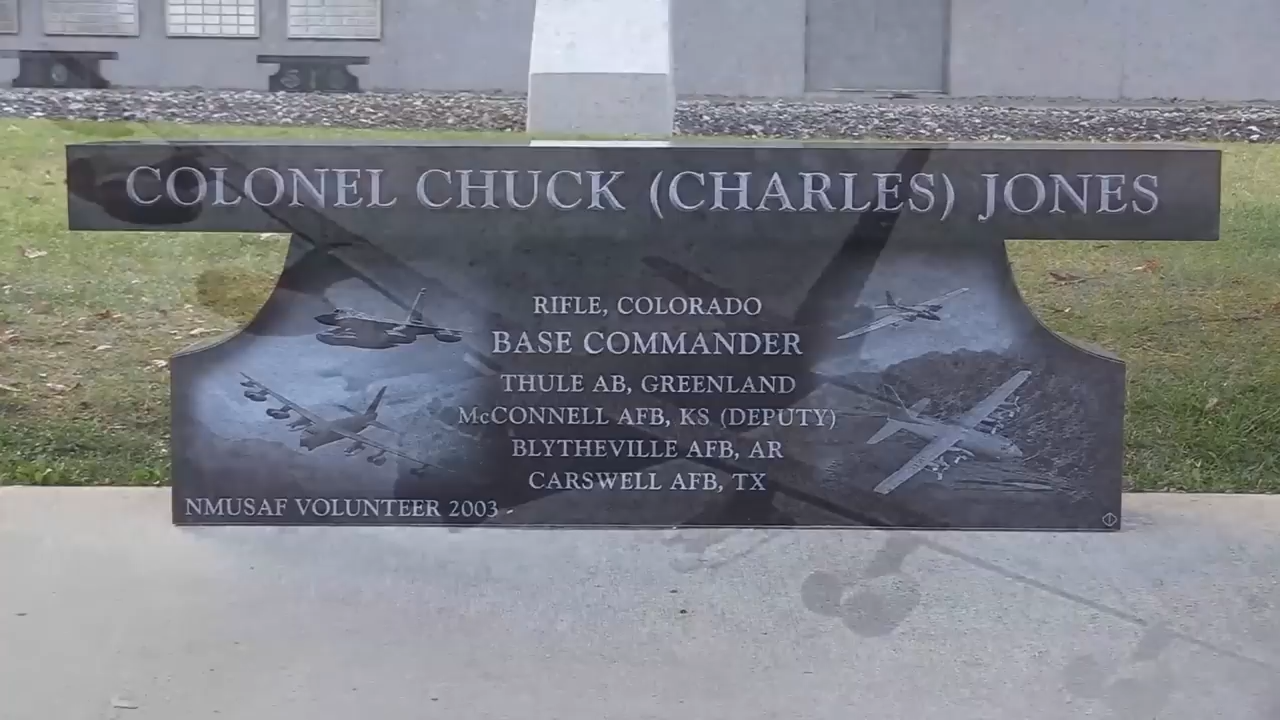 COLONEL CHUCK (CHARLES) JONES
RIFLE, COLORADO
BASE COMMANDER
THULE AB, GREENLAND
McCONNELL AFB, KS (DEPUTY)
BLYTHEVILLE AFB, AR
CARSWELL AFB, TX
NMUSAF VOLUNTEER 2003 -